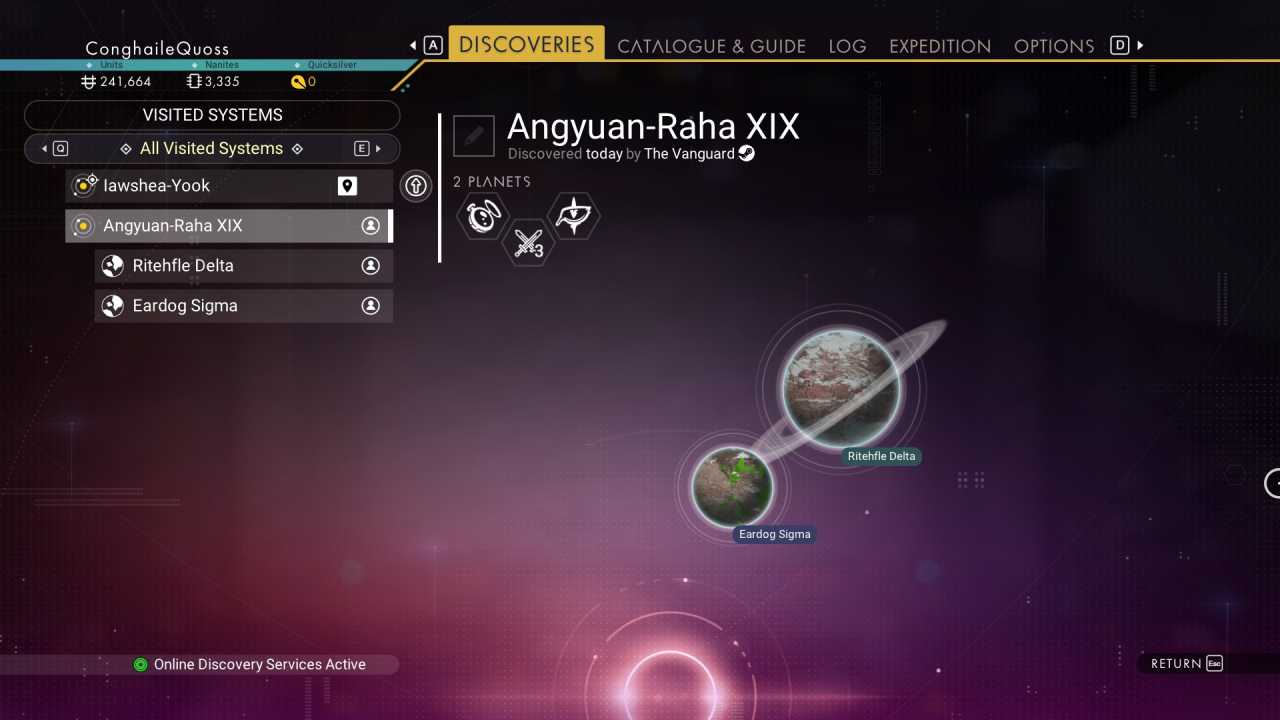 ConghaileQuoss
Units Nanites Quicksilver
241,664 3,335 0
A DISCOVERIES CATALOGUE & GUIDE LOG EXPEDITION OPTIONS D
VISITED SYSTEMS
Q All Visited Systems E
Iawshea-Yook
Angyuan-Raha XIX
Ritehfle Delta
Eardog Sigma
Angyuan-Raha XIX
Discovered today by The Vanguard
2 PLANETS
3
Ritehfle Delta
Eardog Sigma
Online Discovery Services Active
RETURN Esc